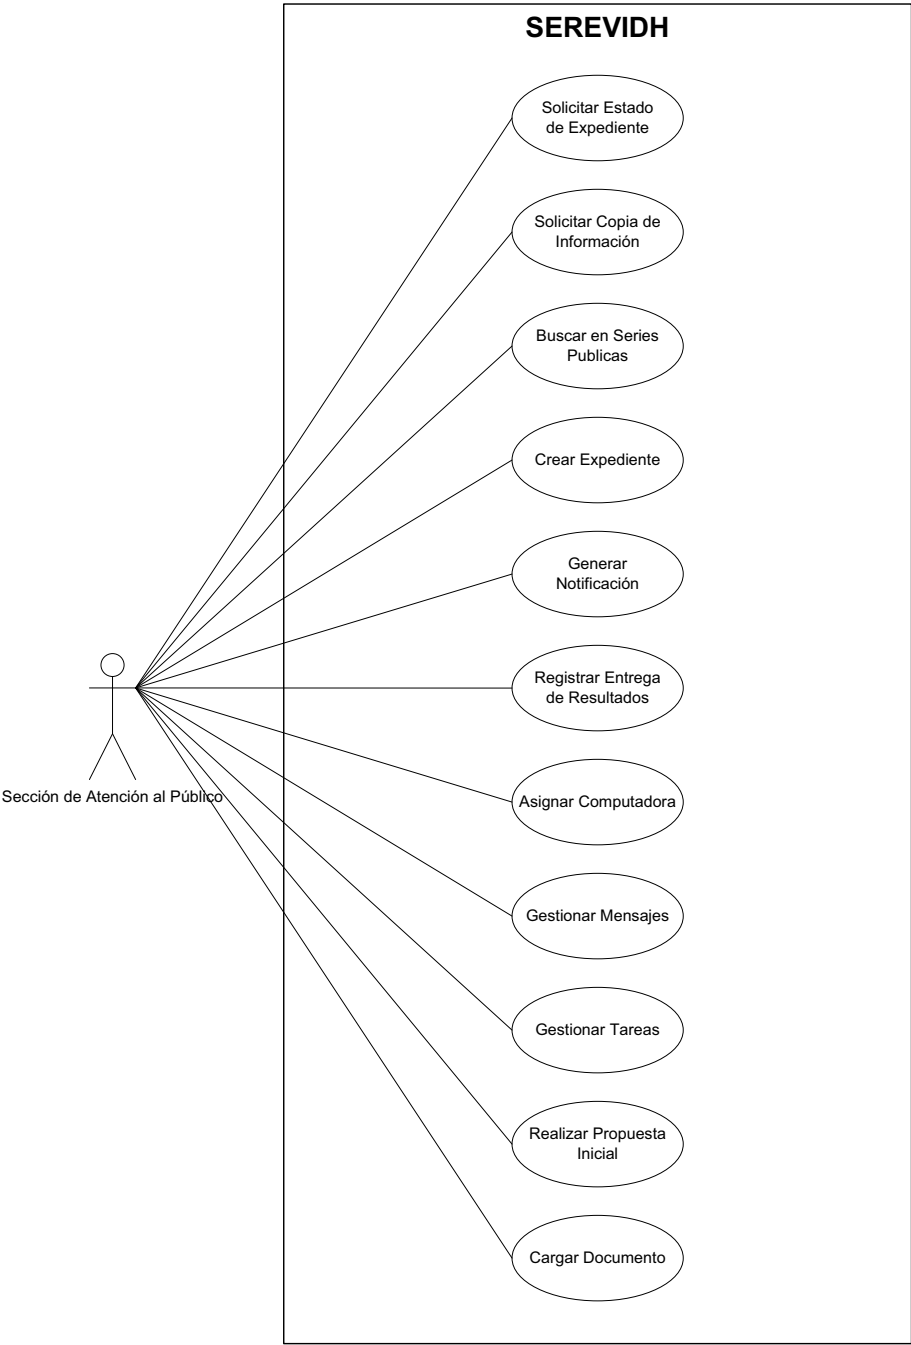 SEREVIDH
Solicitar Estado
de Expediente
Solicitar Copia de
Información
Buscar en Series
Publicas
Crear Expediente
Generar
Notificación
Registrar Entrega
de Resultados
Sección de Atención al Público
Asignar Computadora
Gestionar Mensajes
Gestionar Tareas
Realizar Propuesta
Inicial
Cargar Documento